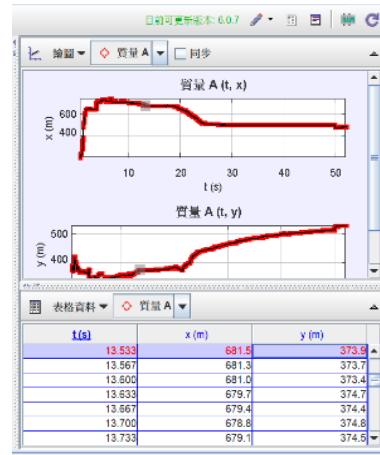 目前可更新版本: 6.0.7
繪圖 質量 A 同步
質量 A (t, x)
x (m)
600
400
10 20 30 40 50
t (s)
質量 A (t, y)
y (m)
600
400
表格資料 質量 A
t (s) x (m) y (m)
13.533 681.5 373.9
13.567 681.3 373.7
13.600 681.0 373.4
13.633 679.7 374.7
13.667 679.4 374.4
13.700 678.8 374.8
13.733 679.1 374.5